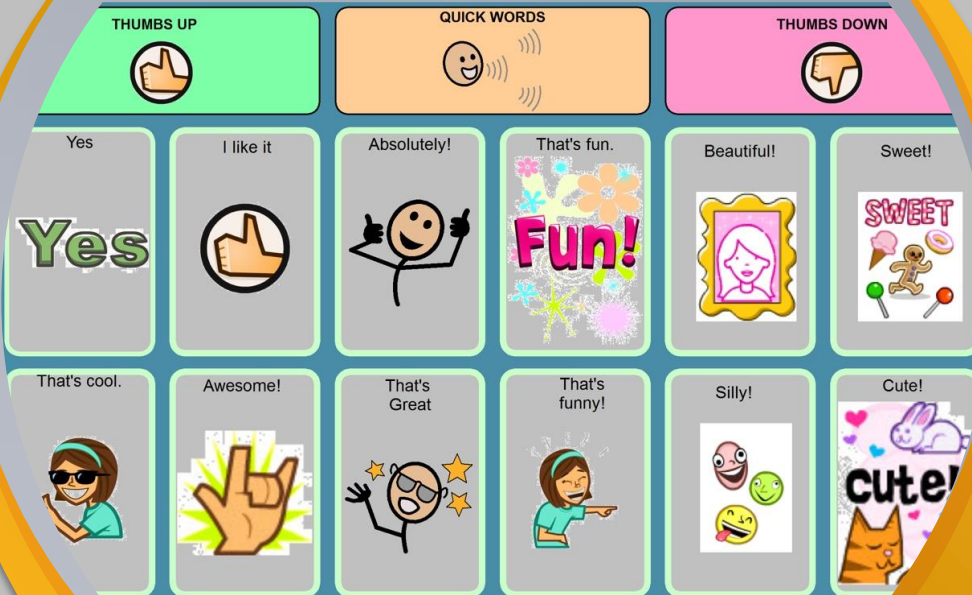 THUMBS UP
QUICK WORDS
THUMBS DOWN
Yes
I like it
Absolutely!
That's fun.
Beautiful!
Sweet!
Yes
Fun!
SWEET
That's cool.
Awesome!
That's
Great
That's
funny!
Silly!
Cute!
cute!